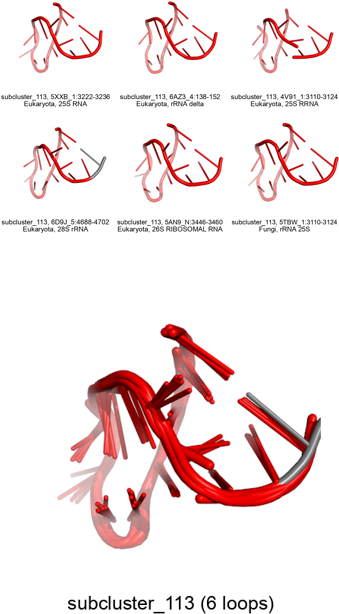 subcluster_113, 5XXB_1:3222-3236
Eukaryota, 25S RNA
subcluster_113, 6AZ3_4:138-152
Eukaryota, rRNA delta
subcluster_113, 4V91_1:3110-3124
Eukaryota, 25S RRNA
subcluster_113, 6D9J_5:4688-4702
Eukaryota, 28S rRNA
subcluster_113, 5AN9_N:3446-3460
Eukaryota, 26S RIBOSOMAL RNA
subcluster_113, 5TBW_1:3110-3124
Fungi, rRNA 25S
subcluster_113 (6 loops)